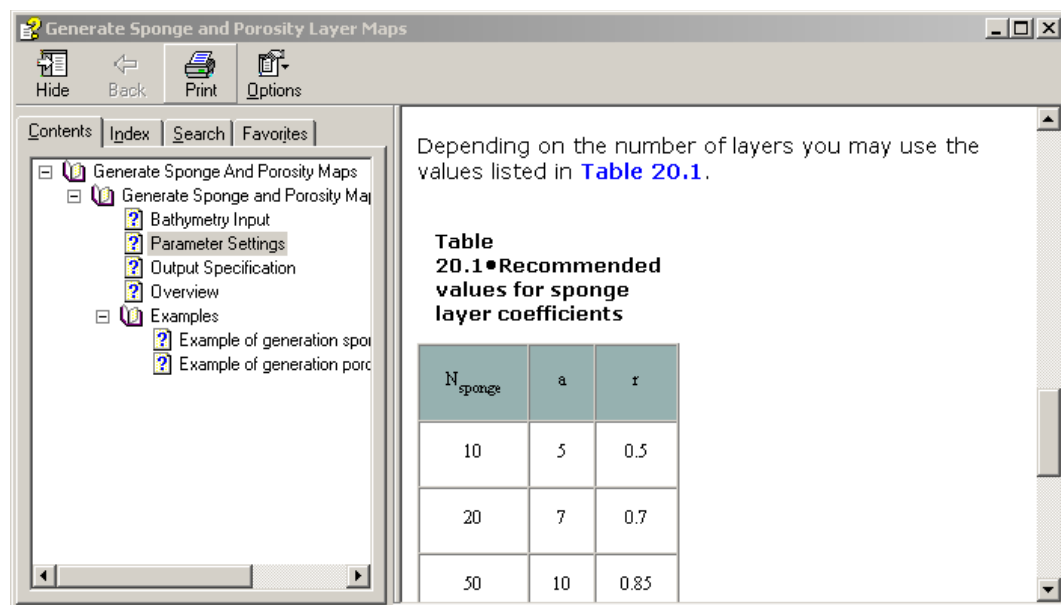 Generate Sponge and Porosity Layer Maps
Hide Back Print Options
Contents Index Search Favorites
Generate Sponge And Porosity Maps
Generate Sponge and Porosity Ma
Bathymetry Input
Parameter Settings
Output Specification
Overview
Examples
Example of generation spo
Example of generation poro
Depending on the number of layers you may use the
values listed in Table 20.1.
Table
20.1•Recommended
values for sponge
layer coefficients
Nsponge a r
10 5 0.5
20 7 0.7
50 10 0.85